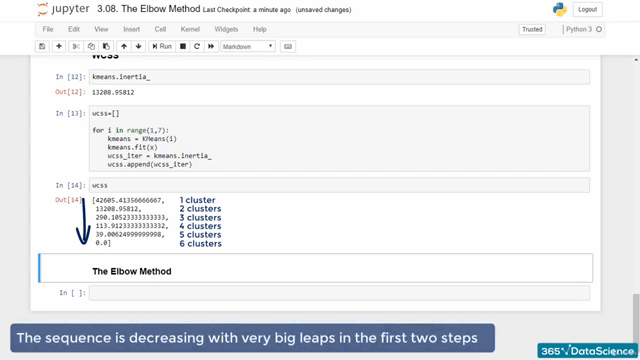 jupyter 3.08. The Elbow Method Last Checkpoint: a minute ago (unsaved changes) Logout
File Edit View Insert Cell Kernel Widgets Help Trusted Python 3
Run Markdown
WCSS
In [12] kmeans.inertia_
Out[12] 13208.95812
In [13] wcss=[]
for i in range(1,7):
kmeans = KMeans(i)
kmeans.fit(x)
wcss_iter = kmeans.inertia_
wcss.append(wcss_iter)
In [14] wcss
Out[14] [42605.41356666667, 1 cluster
13208.95812, 2 clusters
290.10523333333333, 3 clusters
113.91233333333332, 4 clusters
39.00624999999998, 5 clusters
0.0] 6 clusters
The Elbow Method
In [ ]
The sequence is decreasing with very big leaps in the first two steps
365 DataScience